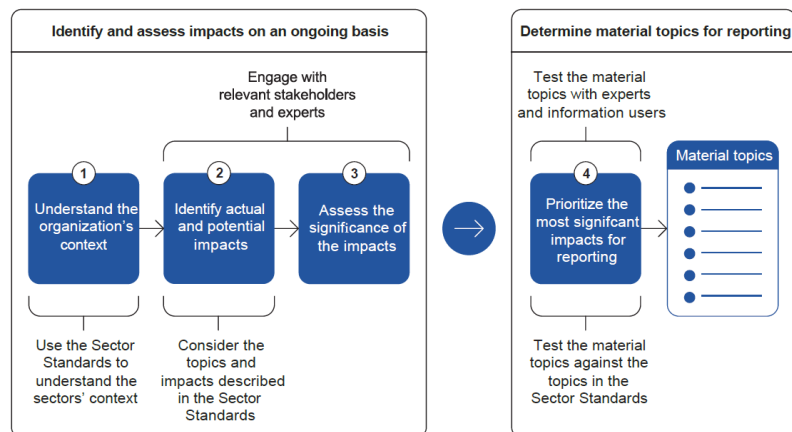 Identify and assess impacts on an ongoing basis
Engage with
relevant stakeholders
and experts
1
Understand the
organization's
context
2
Identify actual
and potential
impacts
3
Assess the
significance of
the impacts
Use the Sector
Standards to
understand the
sectors' context
Consider the
topics and
impacts described
in the Sector
Standards
Determine material topics for reporting
Test the material
topics with experts
and information users
4
Prioritize the
most signifcant
impacts for
reporting
Material topics
Test the material
topics against the
topics in the
Sector Standards